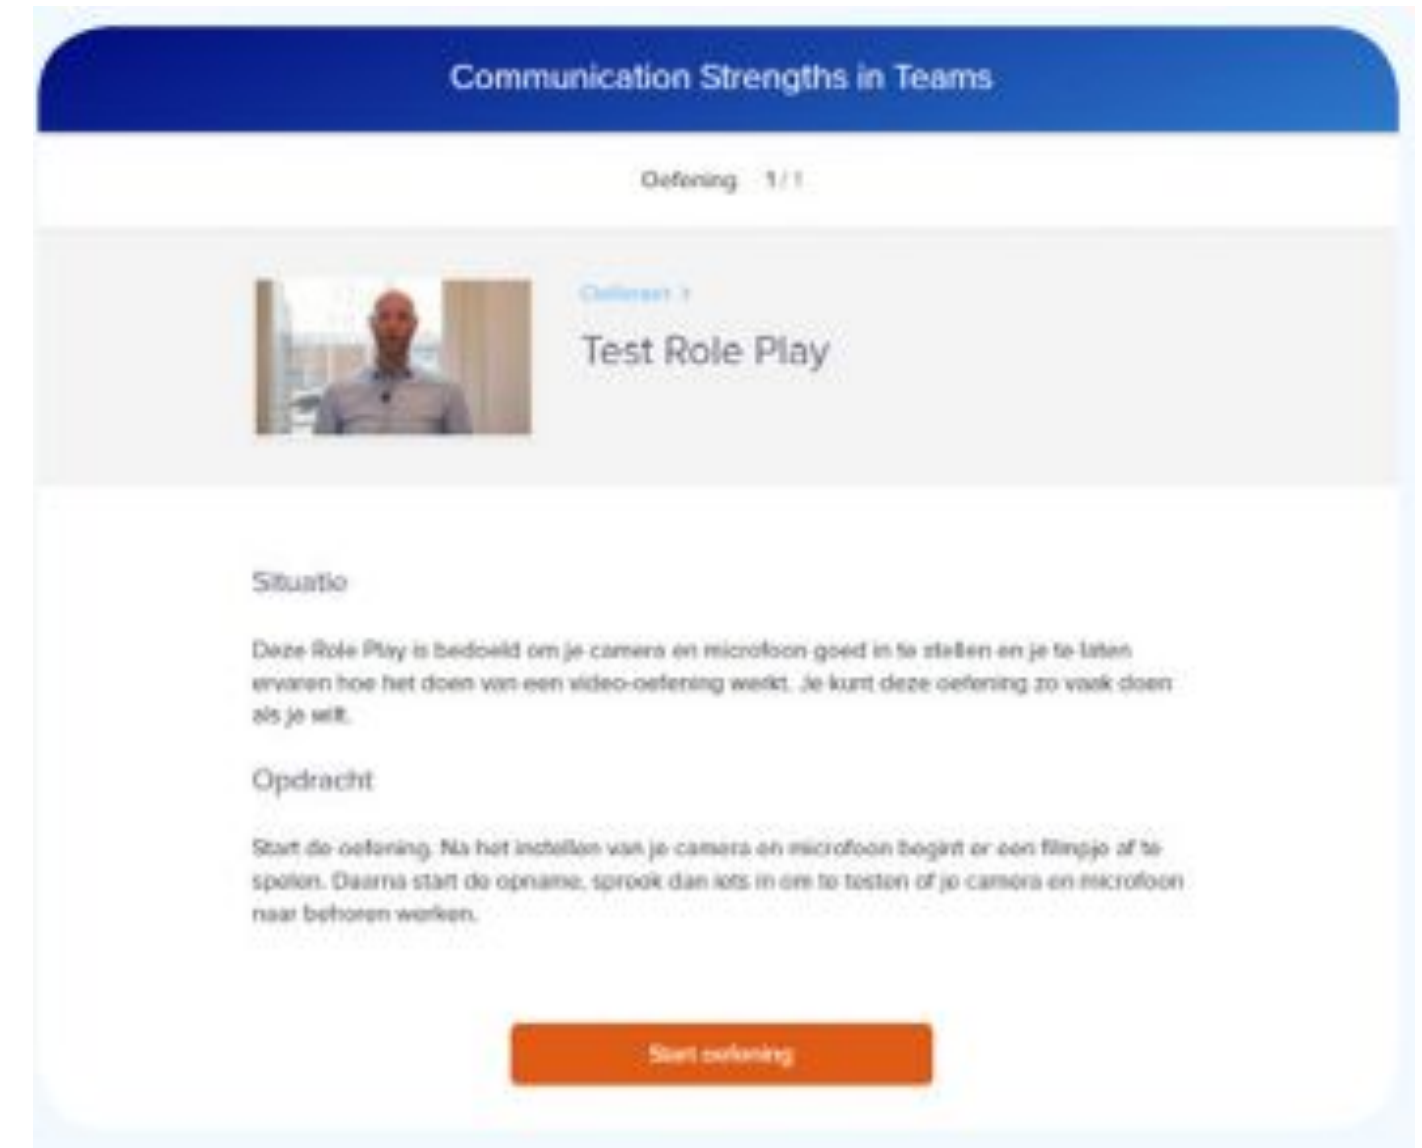 Communication Strengths in Teams
Oefening 1 / 1
Test Role Play
Situatie
Deze Role Play is bedoeld om je camera en microfoon goed in te stellen en je te laten
ervaren hoe het doen van een video-oefening werkt. Je kunt deze oefening zo vaak doen
als je wilt.
Opdracht
Start de oefening. Na het instellen van je camera en microfoon begint er een filmpje af te
spelen. Daarna start de opname, spreek dan iets in om te testen of je camera en microfoon
naar behoren werken.
Start oefening